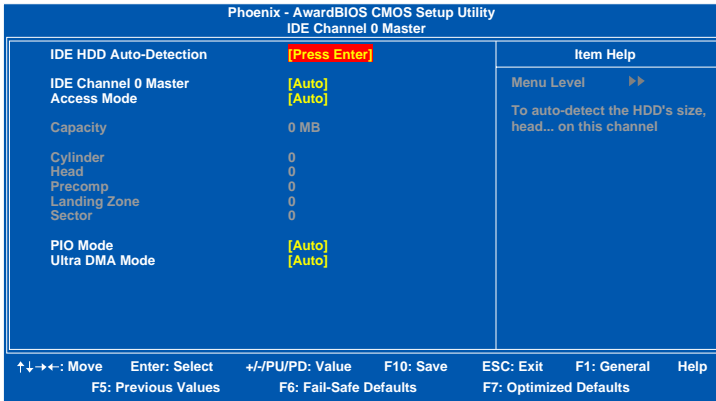 Phoenix - AwardBIOS CMOS Setup Utility
IDE Channel 0 Master
IDE HDD Auto-Detection [Press Enter]
IDE Channel 0 Master [Auto]
Access Mode [Auto]
Capacity 0 MB
Cylinder 0
Head 0
Precomp 0
Landing Zone 0
Sector 0
PIO Mode [Auto]
Ultra DMA Mode [Auto]
Item Help
Menu Level ▶▶
To auto-detect the HDD's size,
head... on this channel
↑↓→←: Move Enter: Select +/-/PU/PD: Value F10: Save ESC: Exit F1: General Help
F5: Previous Values F6: Fail-Safe Defaults F7: Optimized Defaults